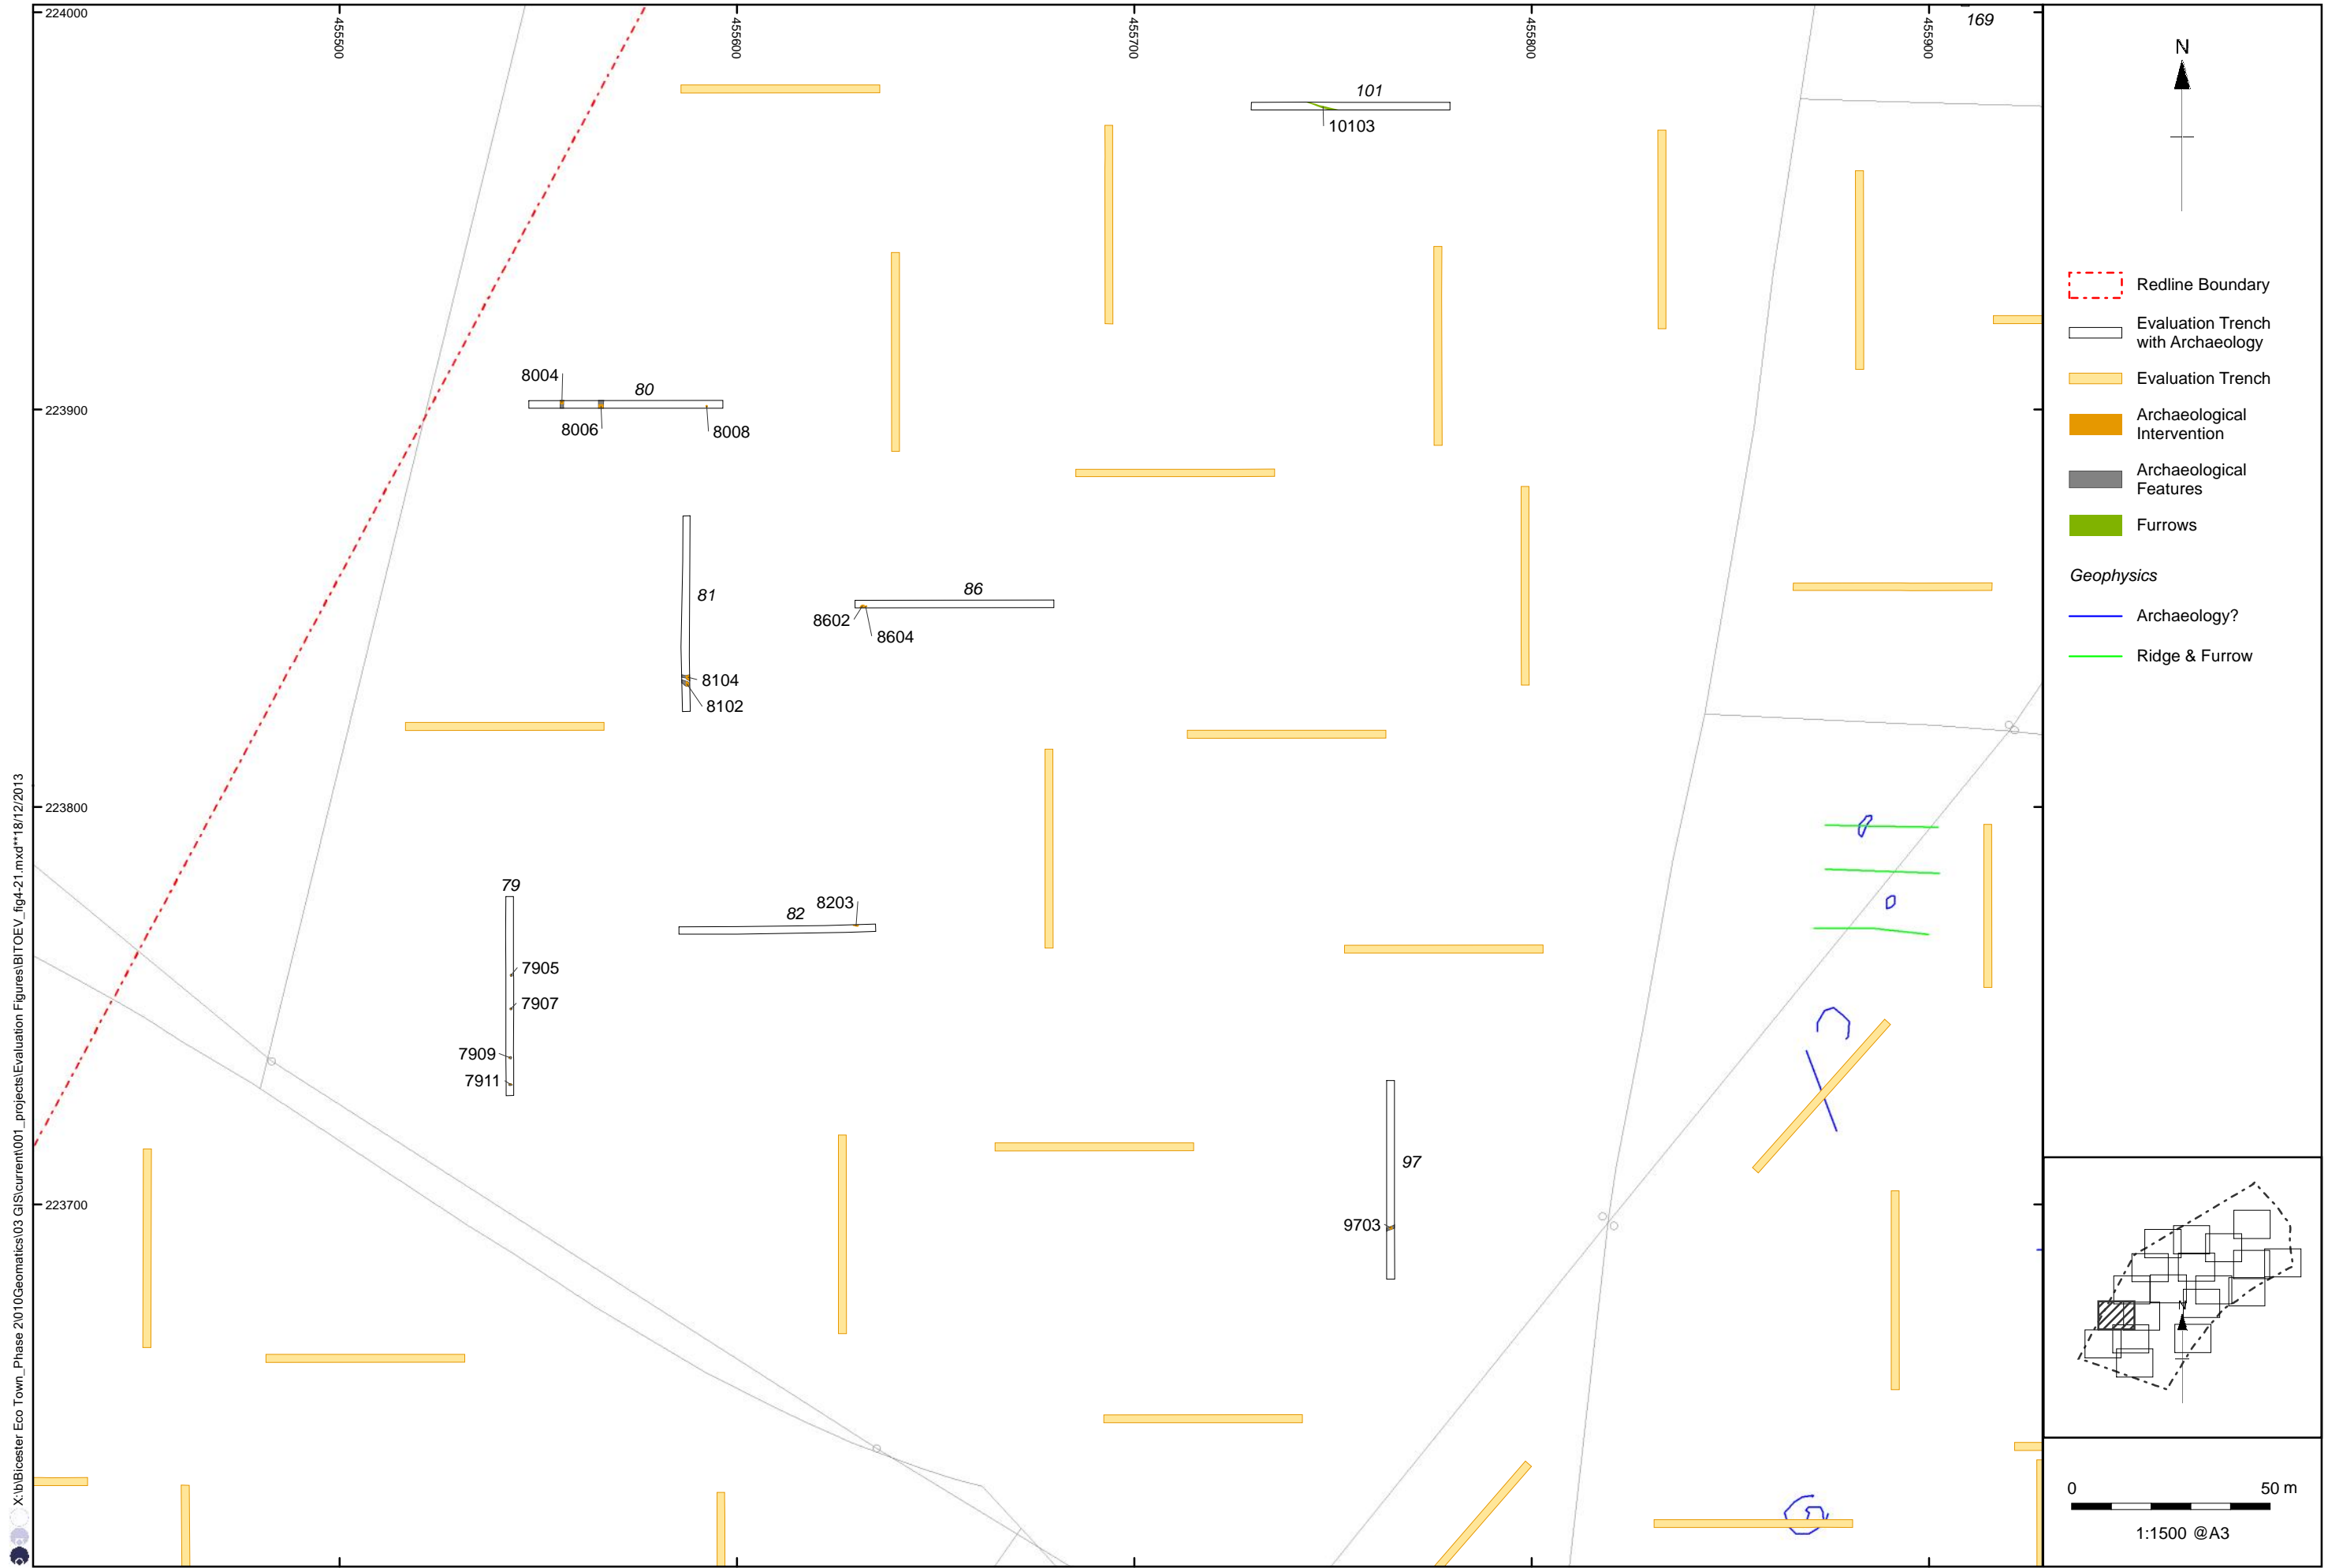 224000
455500
455600
455700
455800
455900
169
101
10103
8004
80
8006
8008
223900
81
86
8602
8604
8104
8102
223800
79
82
8203
7905
7907
7909
7911
97
9703
223700
N
Redline Boundary
Evaluation Trench
with Archaeology
Evaluation Trench
Archaeological
Intervention
Archaeological
Features
Furrows
Geophysics
Archaeology?
Ridge & Furrow
N
0 50 m
1:1500 @A3
X:\b\Bicester Eco Town_Phase 2\010Geomatics\03 GIS\current\001_projects\Evaluation Figures\BITOEV_fig4-21.mxd**18/12/2013